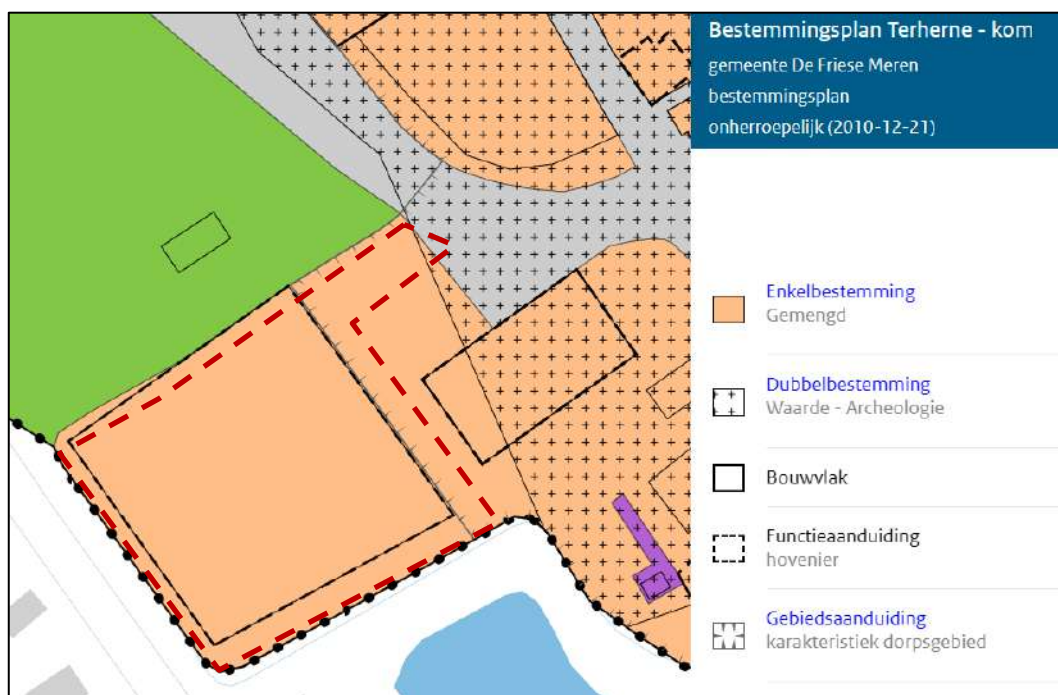 Bestemmingsplan Terherne - kom
gemeente De Friese Meren
bestemmingsplan
onherroepelijk (2010-12-21)
Enkelbestemming
Gemengd
Dubbelbestemming
Waarde - Archeologie
Bouwvlak
Functieaanduiding
hovenier
Gebiedsaanduiding
karakteristiek dorpsgebied